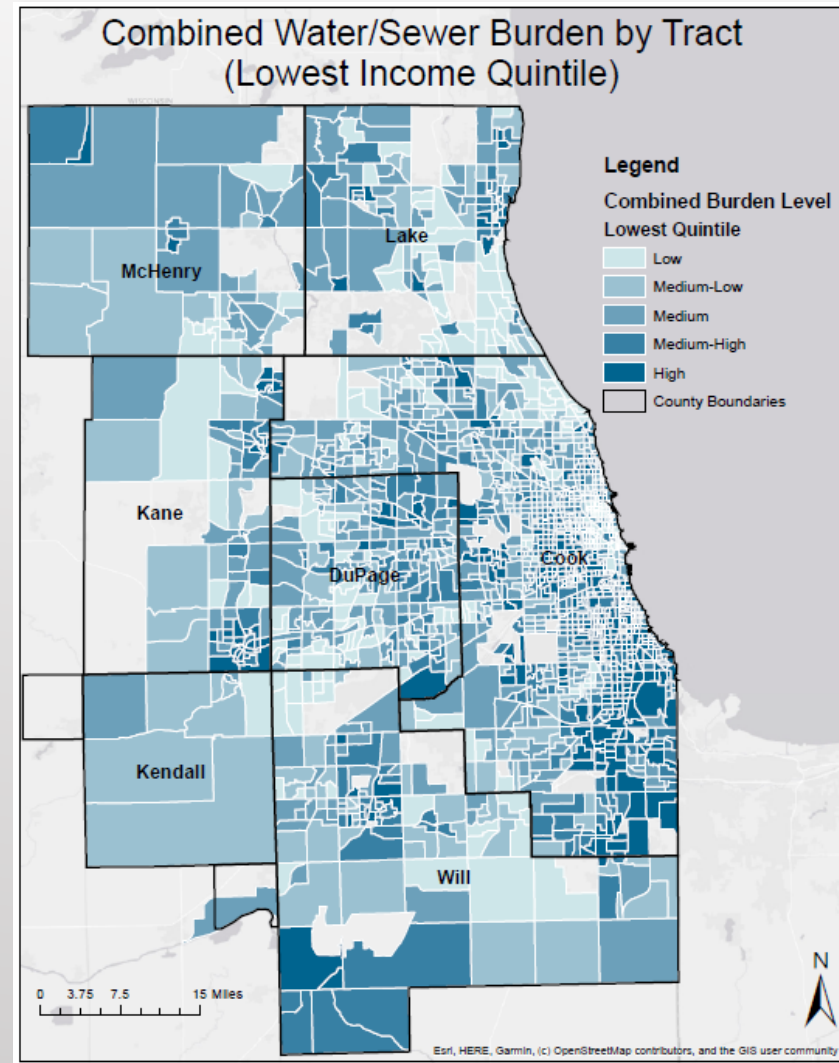 Combined Water/Sewer Burden by Tract
(Lowest Income Quintile)
WISCONSIN
Legend
Combined Burden Level
Lowest Quintile
Low
Medium-Low
Medium
Medium-High
High
County Boundaries
Lake
McHenry
Kane
Cook
DuPage
Kendall
Will
0 3.75 7.5 15 Miles
N
Esri, HERE, Garmin, (c) OpenStreetMap contributors, and the GIS user community